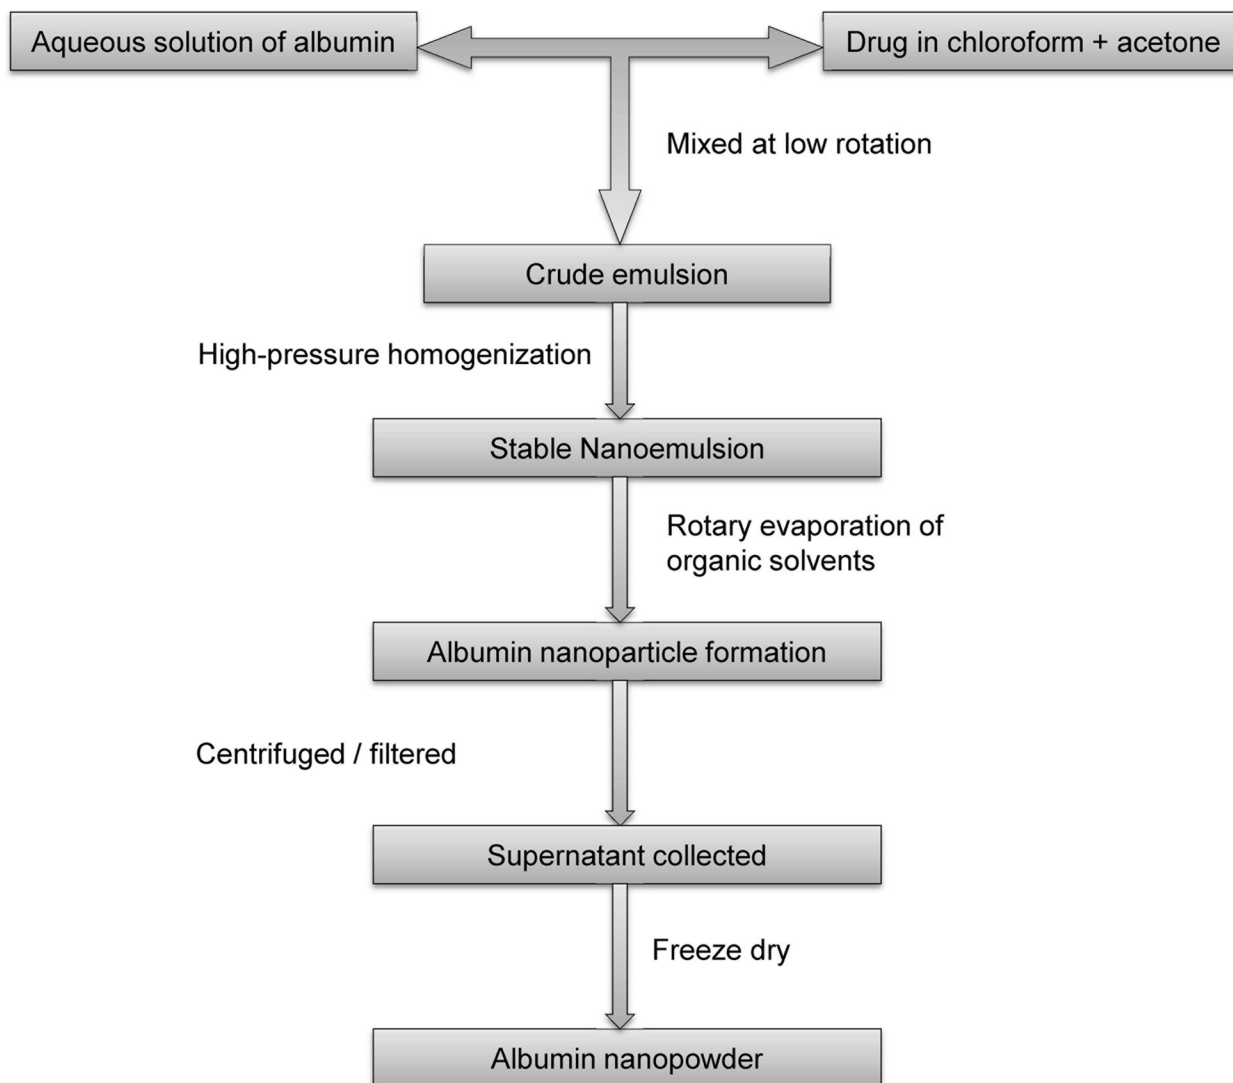 Aqueous solution of albumin
Drug in chloroform + acetone
Mixed at low rotation
Crude emulsion
High-pressure homogenization
Stable Nanoemulsion
Rotary evaporation of
organic solvents
Albumin nanoparticle formation
Centrifuged / filtered
Supernatant collected
Freeze dry
Albumin nanopowder